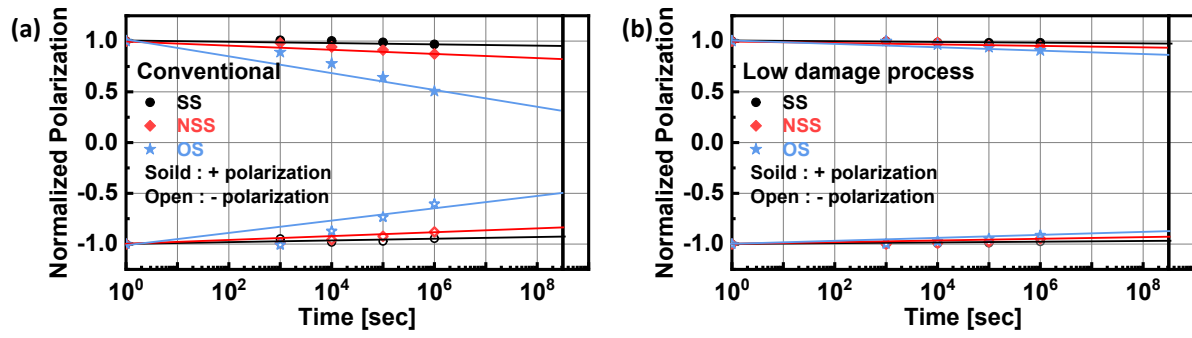 (a)
Normalized Polarization
1.0
0.5
0.0
-0.5
-1.0
Conventional
SS
NSS
OS
Soild : + polarization
Open : - polarization
10^0 10^2 10^4 10^6 10^8
Time [sec]
(b)
Normalized Polarization
1.0
0.5
0.0
-0.5
-1.0
Low damage process
SS
NSS
OS
Soild : + polarization
Open : - polarization
10^0 10^2 10^4 10^6 10^8
Time [sec]